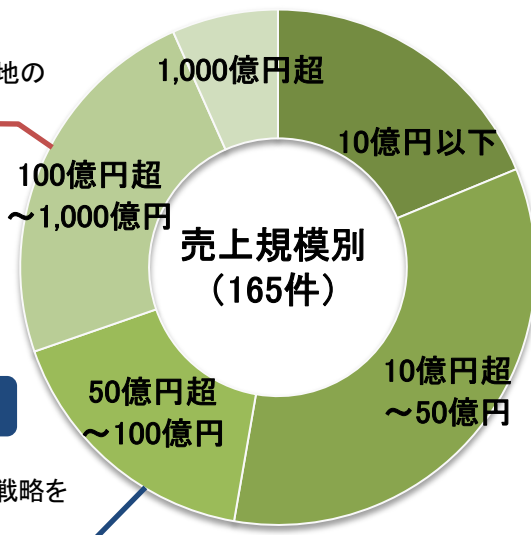 地の
1,000億円超
10億円以下
100億円超
～1,000億円
売上規模別
（165件）
10億円超
～50億円
50億円超
～100億円
戦略を